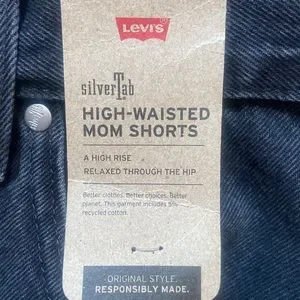 LEVI'S
silverTab
HIGH-WAISTED
MOM SHORTS
A HIGH RISE
RELAXED THROUGH THE HIP
Better clothes. Better choices. Better
planet. This garment includes 5%
recycled cotton.
ORIGINAL STYLE.
RESPONSIBLY MADE.